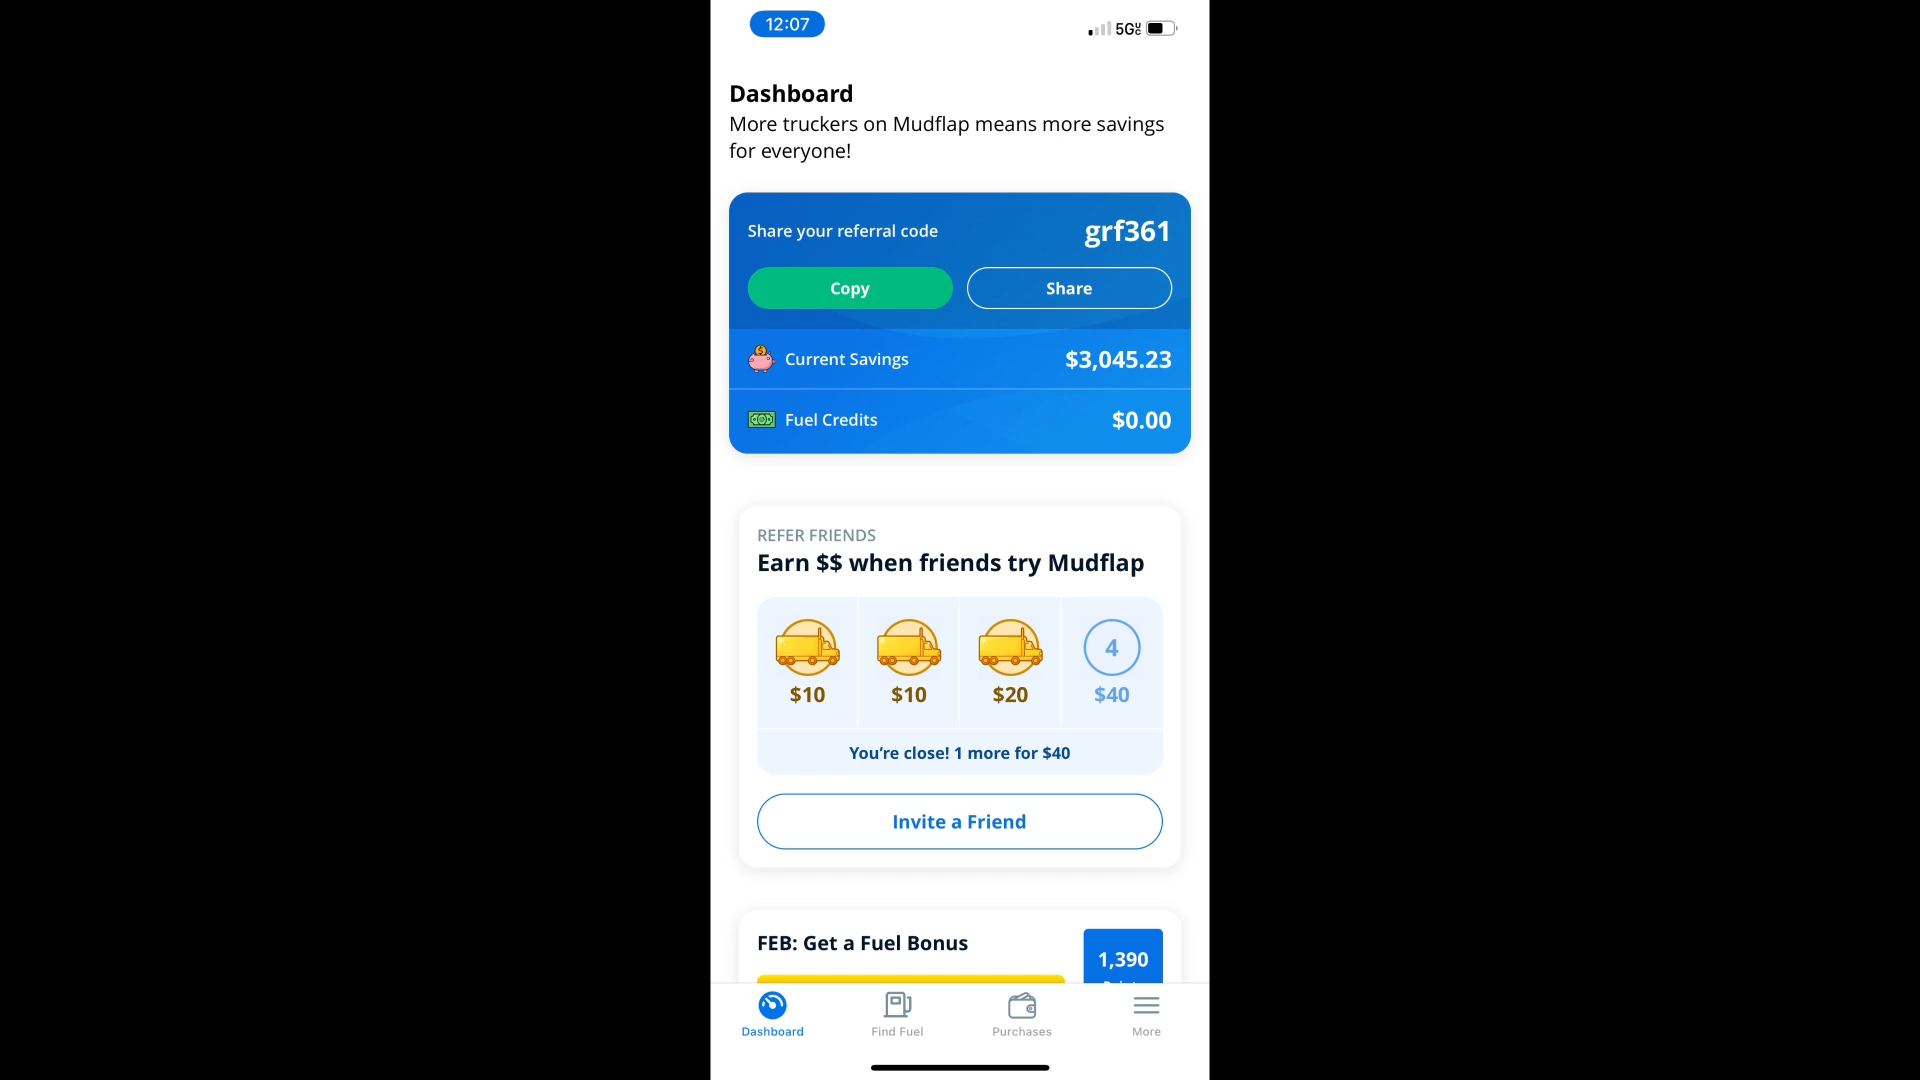 12:07
5G
Dashboard
More truckers on Mudflap means more savings
for everyone!
Share your referral code
grf361
Copy
Share
Current Savings
$3,045.23
Fuel Credits
$0.00
REFER FRIENDS
Earn $$ when friends try Mudflap
4
$10
$10
$20
$40
You’re close! 1 more for $40
Invite a Friend
FEB: Get a Fuel Bonus
1,390
Dashboard
Find Fuel
Purchases
More